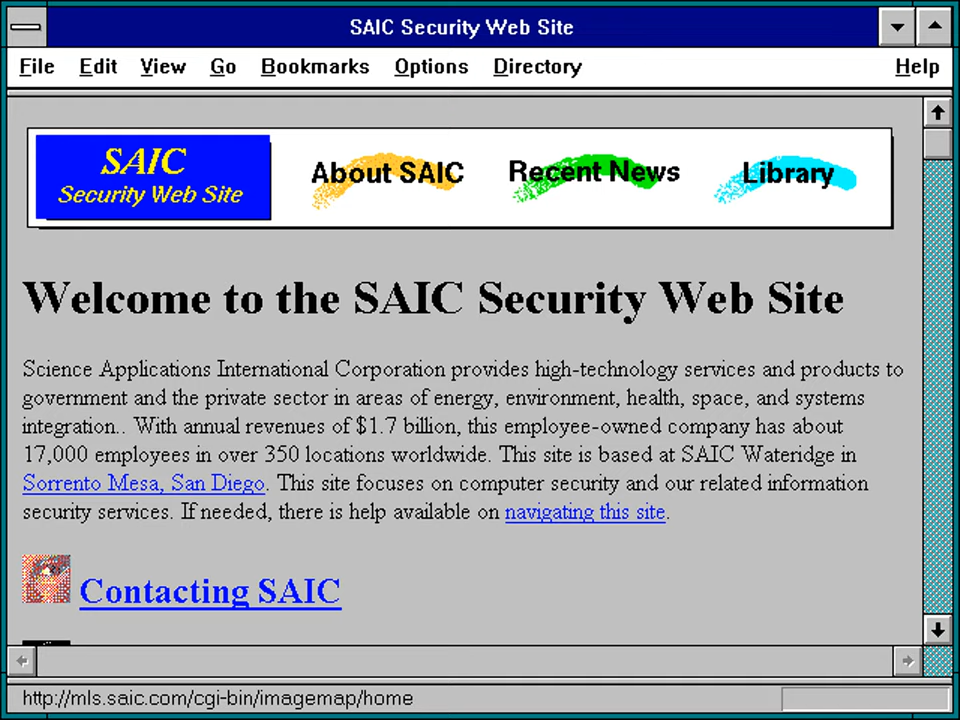 SAIC Security Web Site
File Edit View Go Bookmarks Options Directory Help
SAIC
Security Web Site
About SAIC
Recent News
Library
Welcome to the SAIC Security Web Site
Science Applications International Corporation provides high-technology services and products to
government and the private sector in areas of energy, environment, health, space, and systems
integration.. With annual revenues of $1.7 billion, this employee-owned company has about
17,000 employees in over 350 locations worldwide. This site is based at SAIC Wateridge in
Sorrento Mesa, San Diego. This site focuses on computer security and our related information
security services. If needed, there is help available on navigating this site.
Contacting SAIC
http://mls.saic.com/cgi-bin/imagemap/home